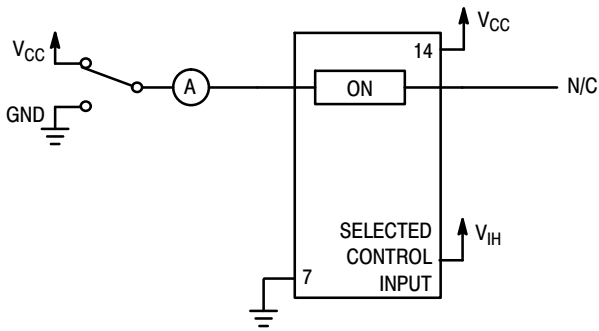 VCC
14
VCC
A
ON
N/C
GND
SELECTED
CONTROL
INPUT
VIH
7